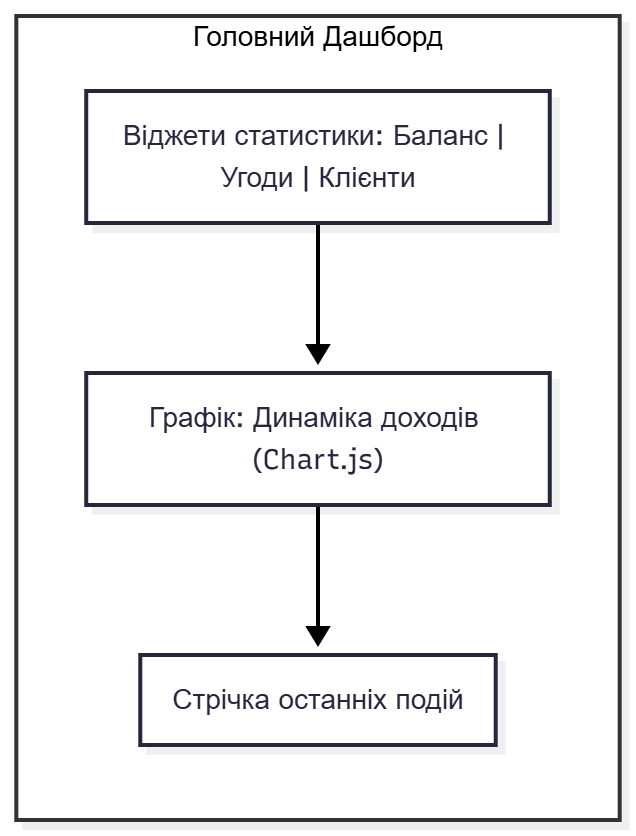 Головний Дашборд
Віджети статистики: Баланс |
Угоди | Клієнти
Графік: Динаміка доходів
(Chart.js)
Стрічка останніх подій